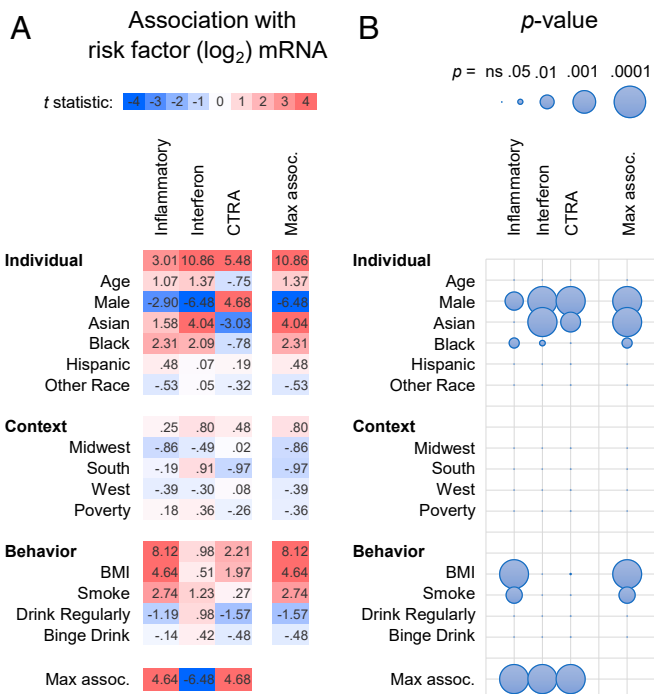 A
Association with
risk factor (log2) mRNA
t statistic: -4 -3 -2 -1 0 1 2 3 4
Inflammatory
Interferon
CTRA
Max assoc.
Individual 3.01 10.86 5.48 10.86
Age 1.07 1.37 -.75 1.37
Male -2.90 -6.48 4.68 -6.48
Asian 1.58 4.04 -3.03 4.04
Black 2.31 2.09 -.78 2.31
Hispanic .48 .07 .19 .48
Other Race -.53 .05 -.32 -.53
Context .25 .80 .48 .80
Midwest -.86 -.49 .02 -.86
South -.19 .91 -.97 -.97
West -.39 -.30 .08 -.39
Poverty .18 .36 -.26 -.36
Behavior 8.12 .98 2.21 8.12
BMI 4.64 .51 1.97 4.64
Smoke 2.74 1.23 .27 2.74
Drink Regularly -1.19 .98 -1.57 -1.57
Binge Drink -.14 .42 -.48 -.48
Max assoc. 4.64 -6.48 4.68
B
p-value
p = ns .05 .01 .001 .0001
Inflammatory
Interferon
CTRA
Max assoc.
Individual
Age
Male
Asian
Black
Hispanic
Other Race
Context
Midwest
South
West
Poverty
Behavior
BMI
Smoke
Drink Regularly
Binge Drink
Max assoc.